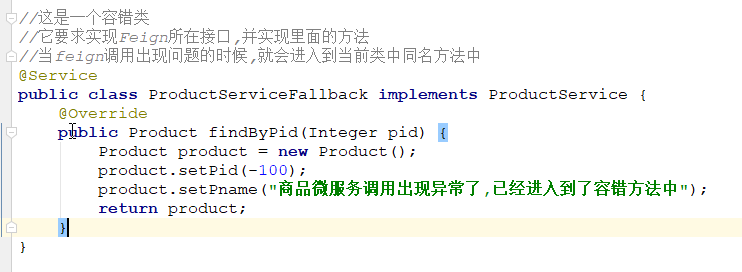 //这是一个容错类
//它要求实现Feign所在接口,并实现里面的方法
//当feign调用出现问题的时候,就会进入到当前类中同名方法中
@Service
public class ProductServiceFallback implements ProductService {
@Override
public Product findByPid(Integer pid) {
Product product = new Product();
product.setPid(-100);
product.setPname("商品微服务调用出现异常了,已经进入到了容错方法中");
return product;
}
}